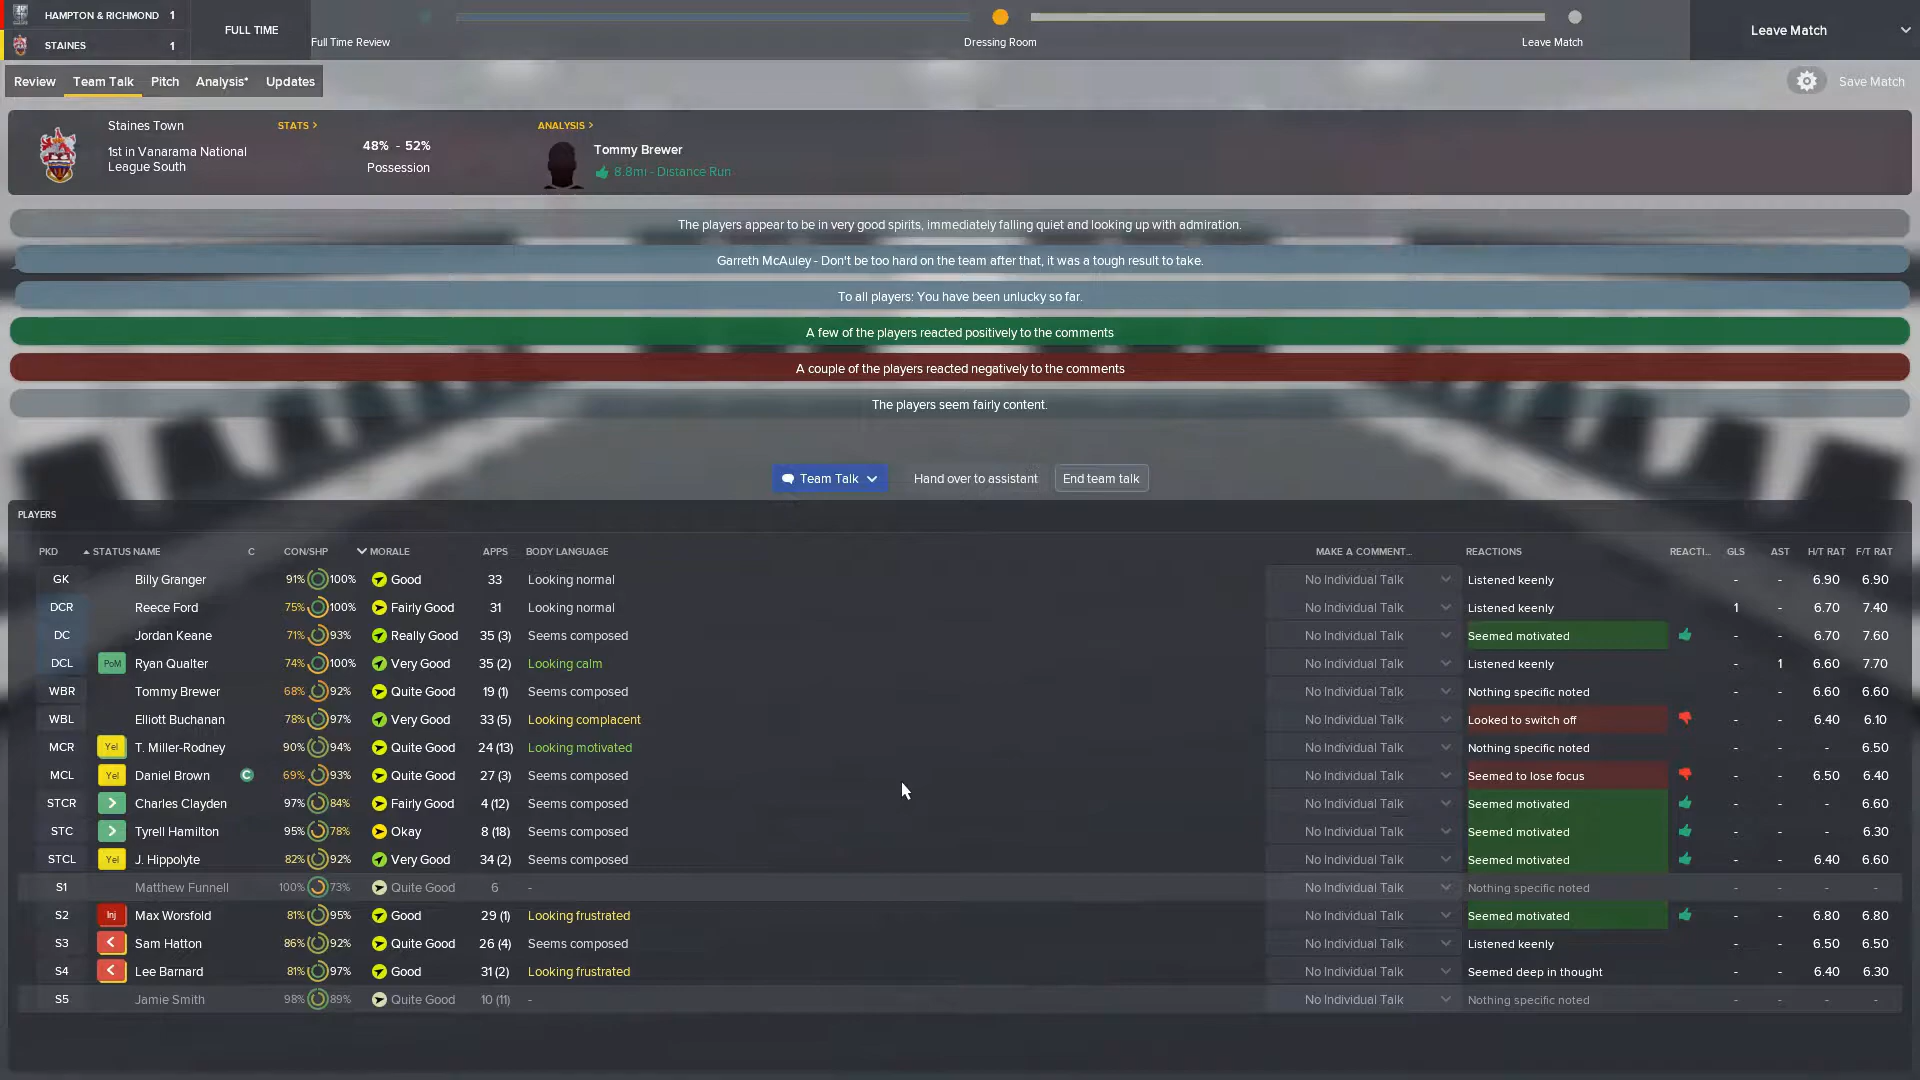 HAMPTON & RICHMOND 1
STAINES 1
FULL TIME
Full Time Review
Dressing Room
Leave Match
Leave Match
Review Team Talk Pitch Analysis* Updates
Save Match
Staines Town
1st in Vanarama National
League South
STATS >
48% - 52%
Possession
ANALYSIS >
Tommy Brewer
8.8mi - Distance Run
The players appear to be in very good spirits, immediately falling quiet and looking up with admiration.
Garreth McAuley - Don't be too hard on the team after that, it was a tough result to take.
To all players: You have been unlucky so far.
A few of the players reacted positively to the comments
A couple of the players reacted negatively to the comments
The players seem fairly content.
Team Talk Hand over to assistant End team talk
PLAYERS
PKD STATUS NAME C CON/SHP MORALE APPS BODY LANGUAGE MAKE A COMMENT... REACTIONS REACTI... GLS AST H/T RAT F/T RAT
GK Billy Granger 91% 100% Good 33 Looking normal No Individual Talk Listened keenly - - 6.90 6.90
DCR Reece Ford 75% 100% Fairly Good 31 Looking normal No Individual Talk Listened keenly 1 - 6.70 7.40
DC Jordan Keane 71% 93% Really Good 35 (3) Seems composed No Individual Talk Seemed motivated - - 6.70 7.60
DCL PoM Ryan Qualter 74% 100% Very Good 35 (2) Looking calm No Individual Talk Listened keenly - 1 6.60 7.70
WBR Tommy Brewer 68% 92% Quite Good 19 (1) Seems composed No Individual Talk Nothing specific noted - - 6.60 6.60
WBL Elliott Buchanan 78% 97% Very Good 33 (5) Looking complacent No Individual Talk Looked to switch off - - 6.40 6.10
MCR Yel T. Miller-Rodney 90% 94% Quite Good 24 (13) Looking motivated No Individual Talk Nothing specific noted - - - 6.50
MCL Yel Daniel Brown C 69% 93% Quite Good 27 (3) Seems composed No Individual Talk Seemed to lose focus - - 6.50 6.40
STCR Charles Clayden 97% 84% Fairly Good 4 (12) Seems composed No Individual Talk Seemed motivated - - - 6.60
STC Tyrell Hamilton 95% 78% Okay 8 (18) Seems composed No Individual Talk Seemed motivated - - - 6.30
STCL Yel J. Hippolyte 82% 92% Very Good 34 (2) Seems composed No Individual Talk Seemed motivated - - 6.40 6.60
S1 Matthew Funnell 100% 73% Quite Good 6 - No Individual Talk Nothing specific noted - - - -
S2 Inj Max Worsfold 81% 95% Good 29 (1) Looking frustrated No Individual Talk Seemed motivated - - 6.80 6.80
S3 Sam Hatton 86% 92% Quite Good 26 (4) Seems composed No Individual Talk Listened keenly - - 6.50 6.50
S4 Lee Barnard 81% 97% Good 31 (2) Looking frustrated No Individual Talk Seemed deep in thought - - 6.40 6.30
S5 Jamie Smith 98% 89% Quite Good 10 (11) - No Individual Talk Nothing specific noted - - - -